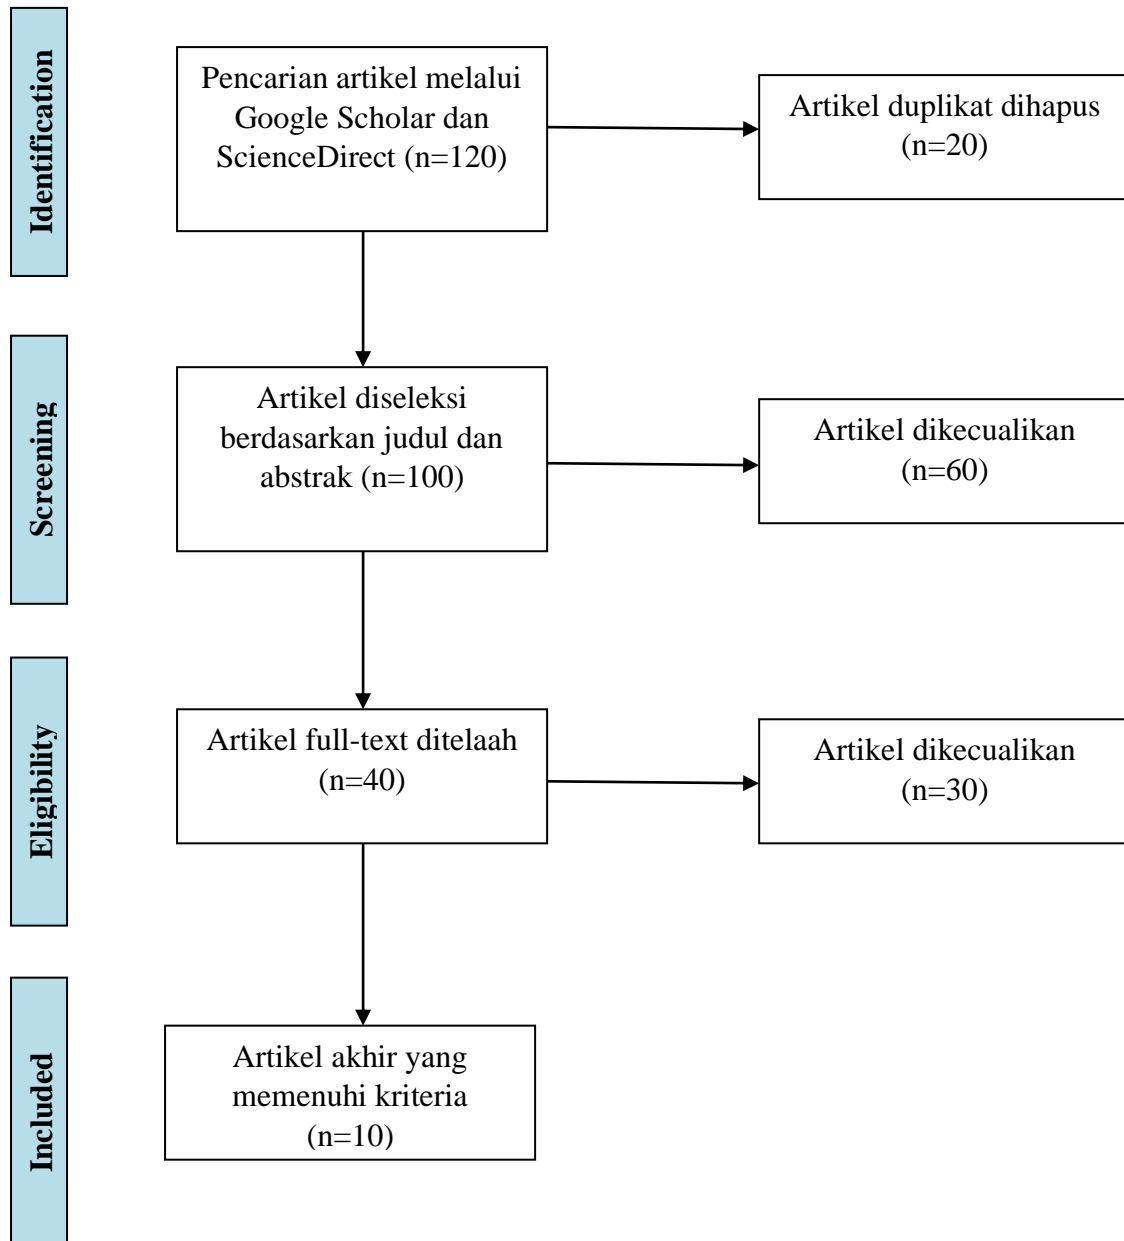 Identification
Pencarian artikel melalui
Google Scholar dan
ScienceDirect (n=120)
Artikel duplikat dihapus
(n=20)
Screening
Artikel diseleksi
berdasarkan judul dan
abstrak (n=100)
Artikel dikecualikan
(n=60)
Eligibility
Artikel full-text ditelaah
(n=40)
Artikel dikecualikan
(n=30)
Included
Artikel akhir yang
memenuhi kriteria
(n=10)